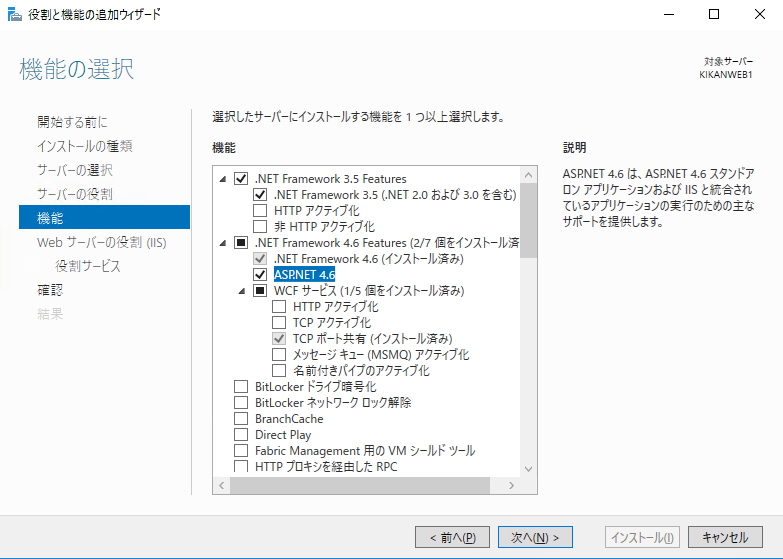 役割と機能の追加ウィザード
機能の選択
対象サーバー
KIKANWEB1
開始する前に
インストールの種類
サーバーの選択
サーバーの役割
機能
Web サーバーの役割 (IIS)
役割サービス
確認
結果
選択したサーバーにインストールする機能を 1 つ以上選択します。
機能
.NET Framework 3.5 Features
.NET Framework 3.5 (.NET 2.0 および 3.0 を含む)
HTTP アクティブ化
非 HTTP アクティブ化
.NET Framework 4.6 Features (2/7 個をインストール済
.NET Framework 4.6 (インストール済み)
ASP.NET 4.6
WCF サービス (1/5 個をインストール済み)
HTTP アクティブ化
TCP アクティブ化
TCP ポート共有 (インストール済み)
メッセージ キュー (MSMQ) アクティブ化
名前付きパイプのアクティブ化
BitLocker ドライブ暗号化
BitLocker ネットワーク ロック解除
BranchCache
Direct Play
Fabric Management 用の VM シールド ツール
HTTP プロキシを経由した RPC
説明
ASP.NET 4.6 は、ASP.NET 4.6 スタンドア
ロン アプリケーションおよび IIS と統合され
ているアプリケーションの実行のための主な
サポートを提供します。
< 前へ(P)
次へ(N) >
インストール(I)
キャンセル